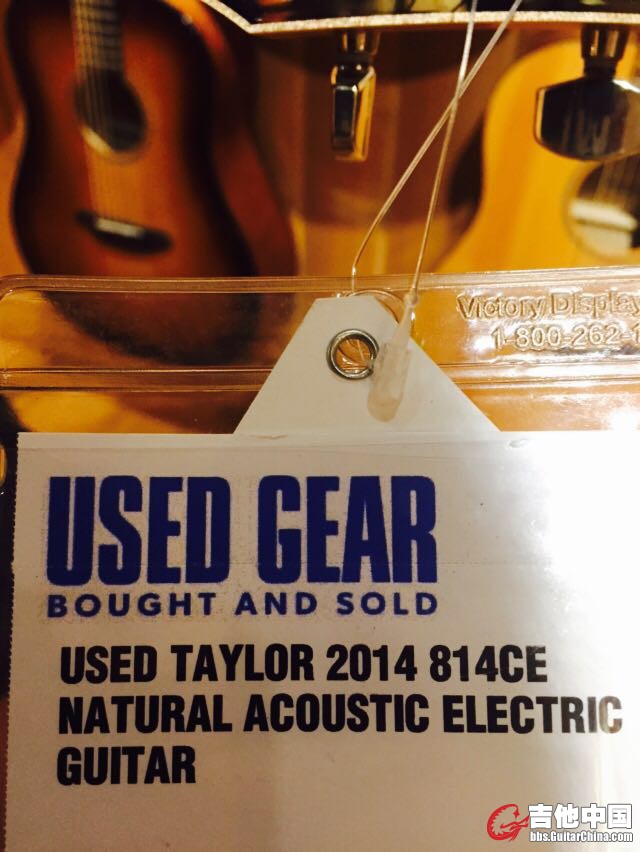 Victory Display
1-800-262-
USED GEAR
BOUGHT AND SOLD
USED TAYLOR 2014 814CE
NATURAL ACOUSTIC ELECTRIC
GUITAR
吉他中国
bbs.GuitarChina.com